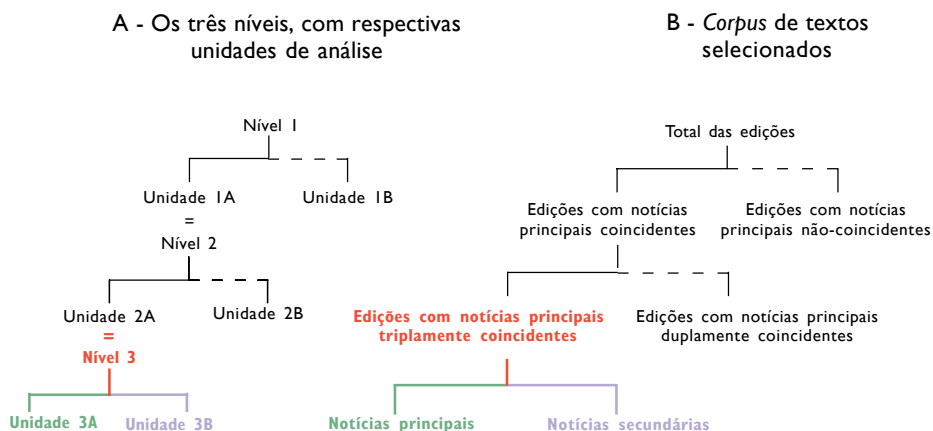 A - Os três níveis, com respectivas
unidades de análise
Nível 1
Unidade 1A
Unidade 1B
=
Nível 2
Unidade 2A
Unidade 2B
=
Nível 3
Unidade 3A
Unidade 3B
B - Corpus de textos
selecionados
Total das edições
Edições com notícias
principais coincidentes
Edições com notícias
principais não-coincidentes
Edições com notícias principais
triplamente coincidentes
Edições com notícias principais
duplamente coincidentes
Notícias principais
Notícias secundárias